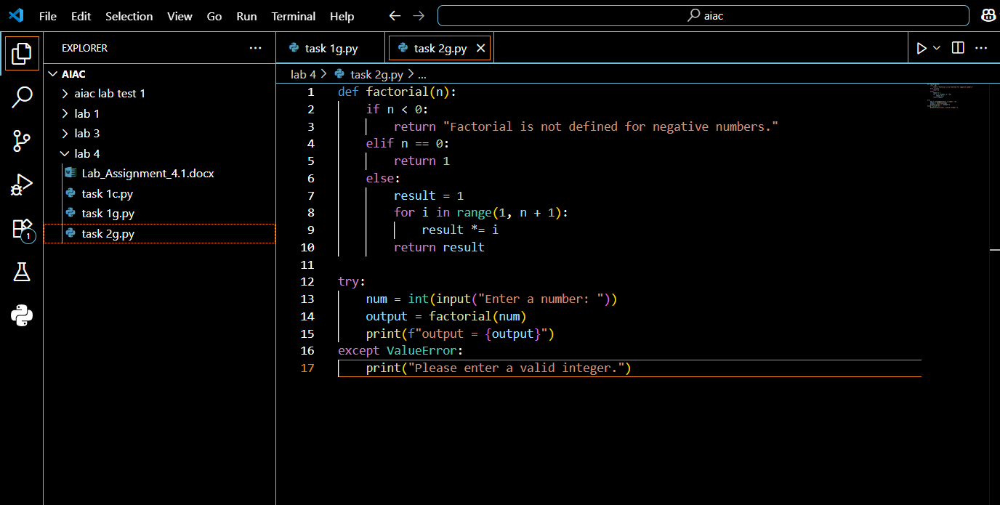 File Edit Selection View Go Run Terminal Help
aiac
EXPLORER
task 1g.py
task 2g.py
AIAC
aiac lab test 1
lab 1
lab 3
lab 4
Lab_Assignment_4.1.docx
task 1c.py
task 1g.py
task 2g.py
1
lab 4 > task 2g.py > ...
1 def factorial(n):
2     if n < 0:
3         return "Factorial is not defined for negative numbers."
4     elif n == 0:
5         return 1
6     else:
7         result = 1
8         for i in range(1, n + 1):
9             result *= i
10         return result
11
12 try:
13     num = int(input("Enter a number: "))
14     output = factorial(num)
15     print(f"output = {output}")
16 except ValueError:
17     print("Please enter a valid integer.")